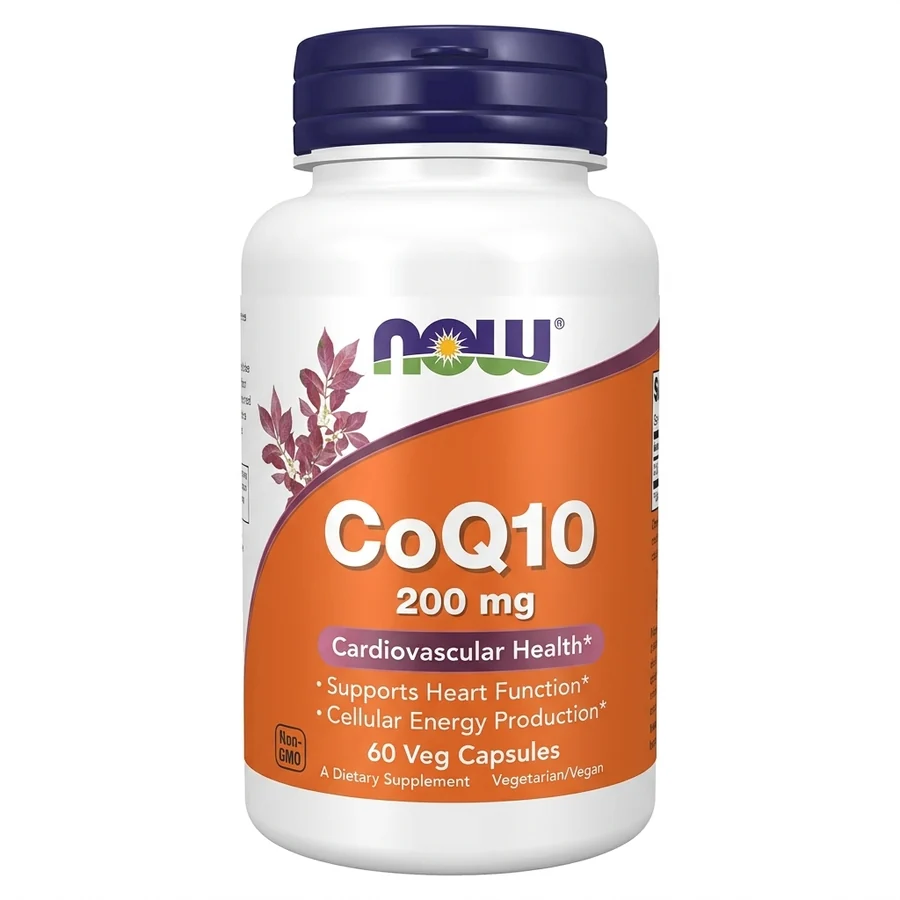 now®
CoQ10
200 mg
Cardiovascular Health*
• Supports Heart Function*
• Cellular Energy Production*
60 Veg Capsules
A Dietary Supplement Vegetarian/Vegan
Non-
GMO